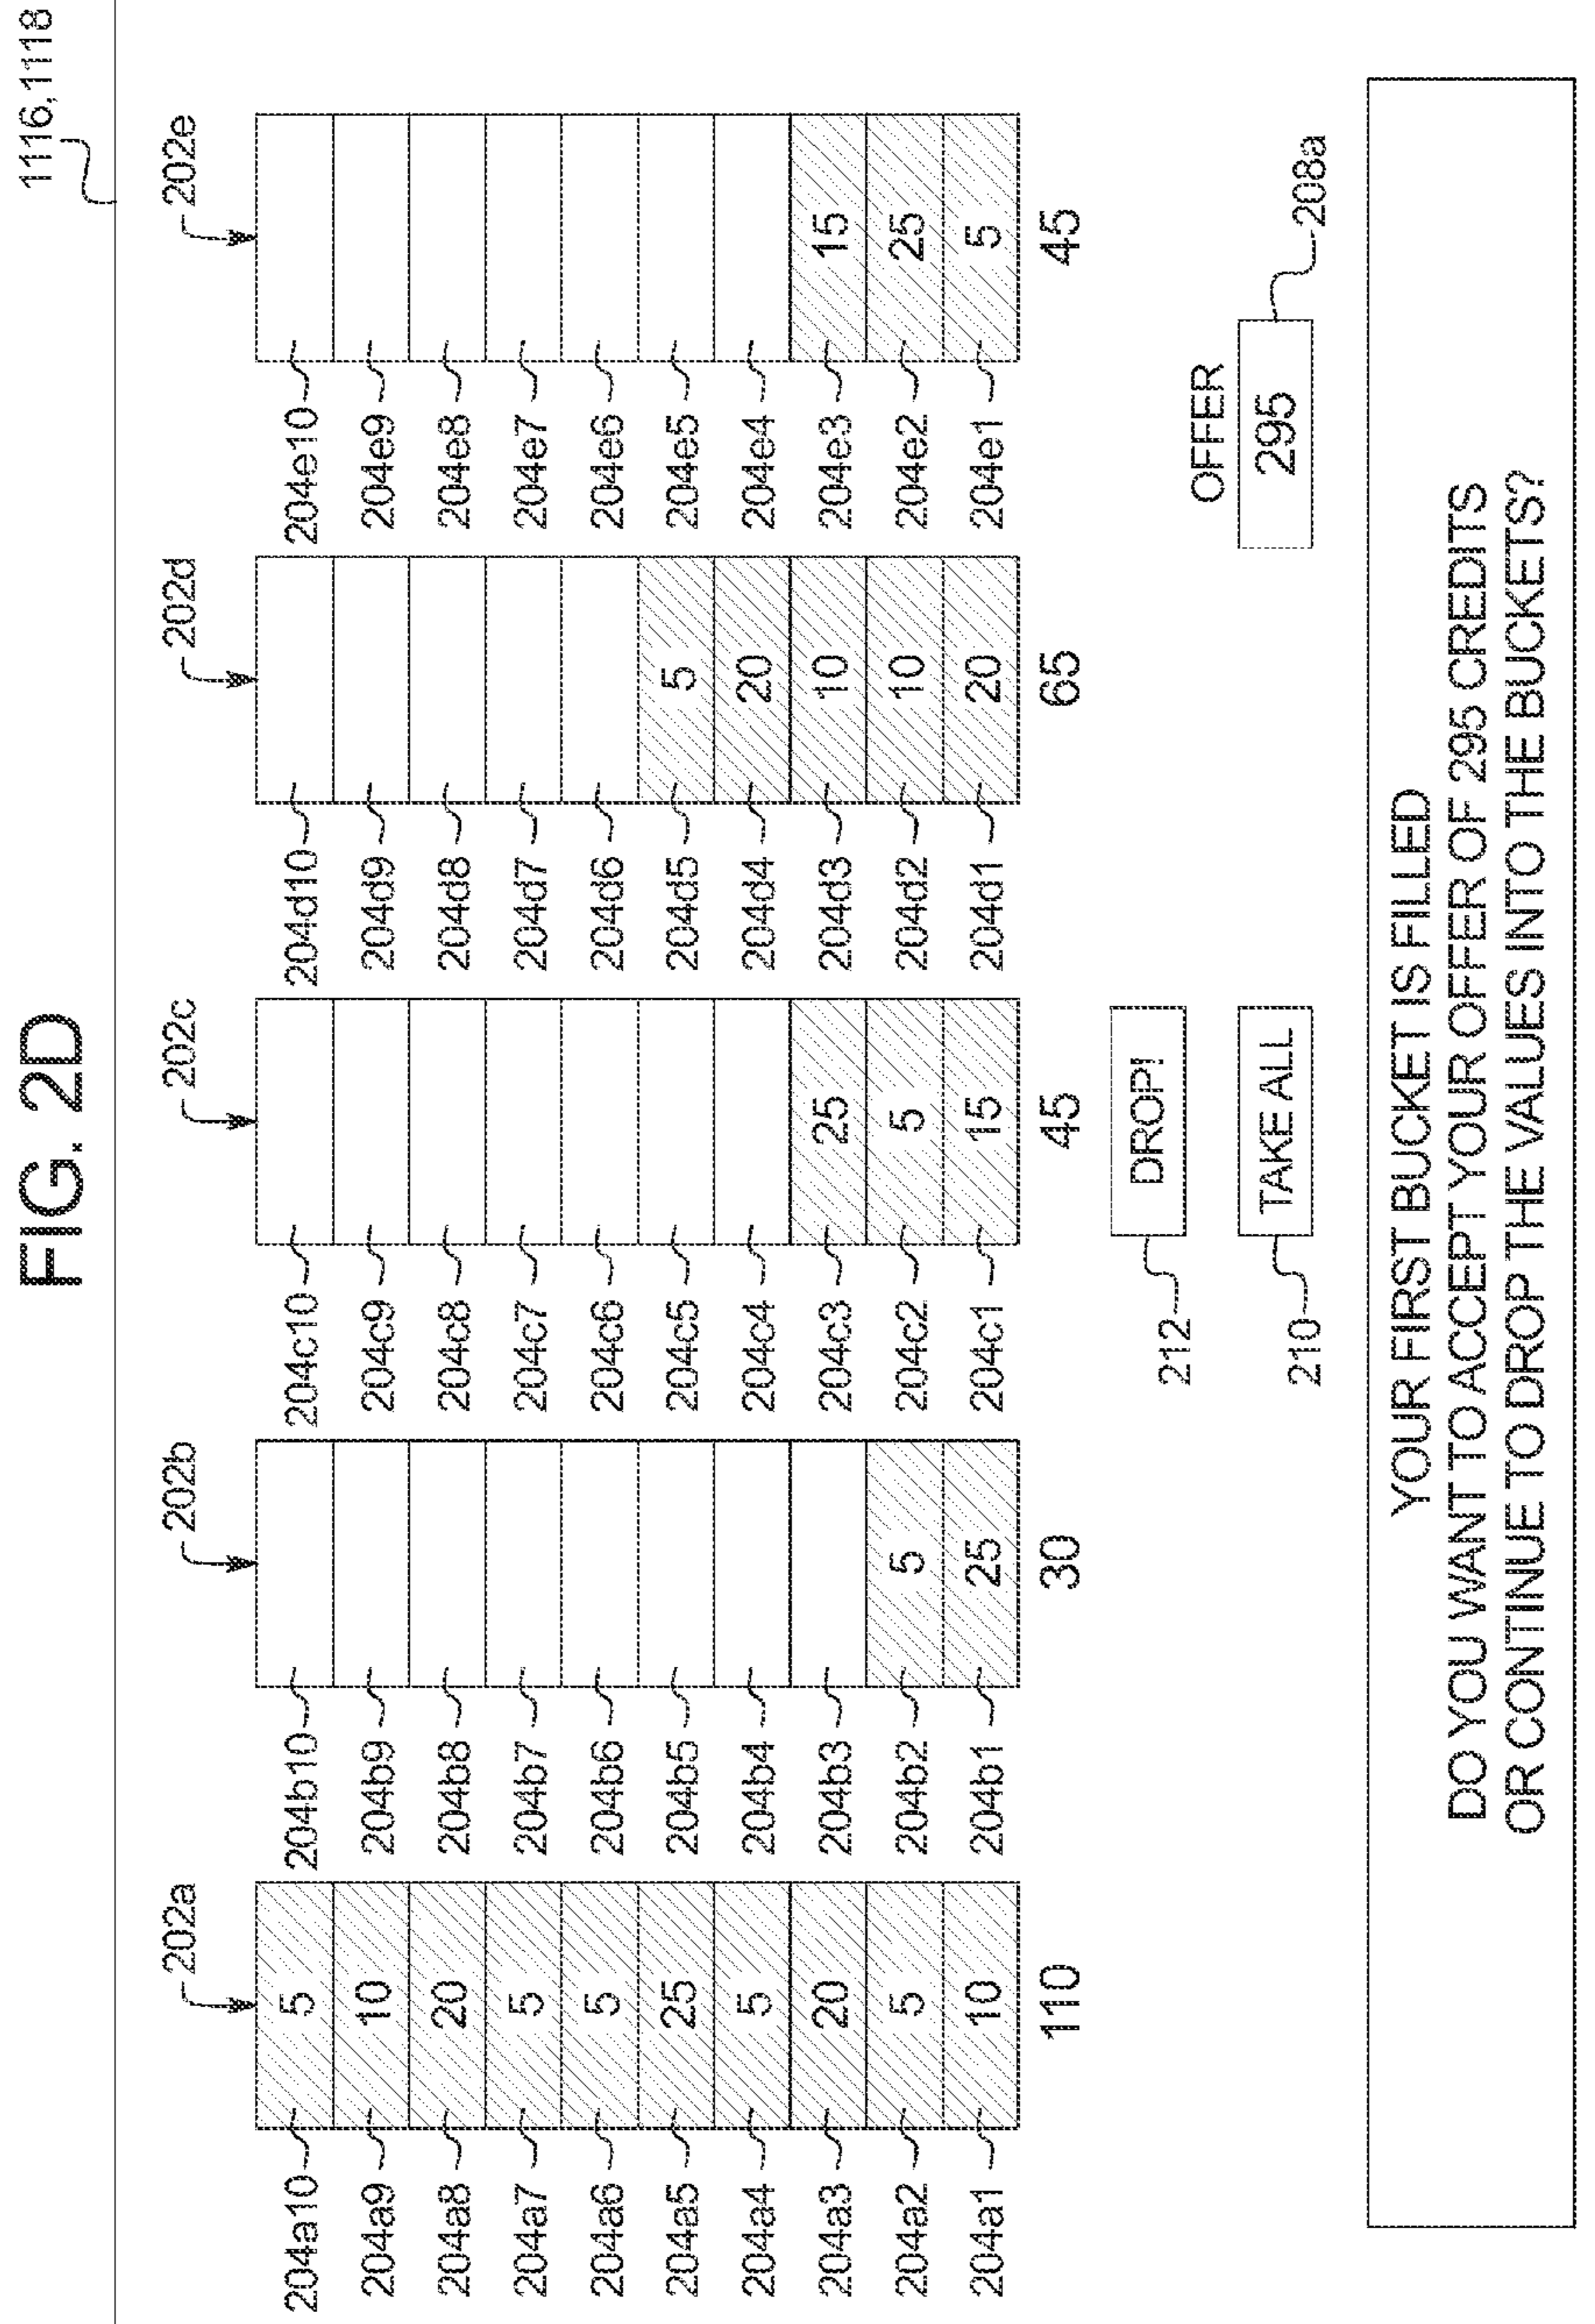 FIG. 2D
1116,1118
202a
202b
202c
202d
202e
204a10 5
204a9 10
204a8 20
204a7 5
204a6 5
204a5 25
204a4 5
204a3 20
204a2 5
204a1 10
110
204b10
204b9
204b8
204b7
204b6
204b5
204b4
204b3
204b2 5
204b1 25
30
204c10
204c9
204c8
204c7
204c6
204c5
204c4
204c3 25
204c2 5
204c1 15
45
204d10
204d9
204d8
204d7
204d6
204d5 5
204d4 20
204d3 10
204d2 10
204d1 20
65
204e10
204e9
204e8
204e7
204e6
204e5
204e4
204e3 15
204e2 25
204e1 5
45
212 DROP!
210 TAKE ALL
OFFER
295
208a
YOUR FIRST BUCKET IS FILLED
DO YOU WANT TO ACCEPT YOUR OFFER OF 295 CREDITS
OR CONTINUE TO DROP THE VALUES INTO THE BUCKETS?